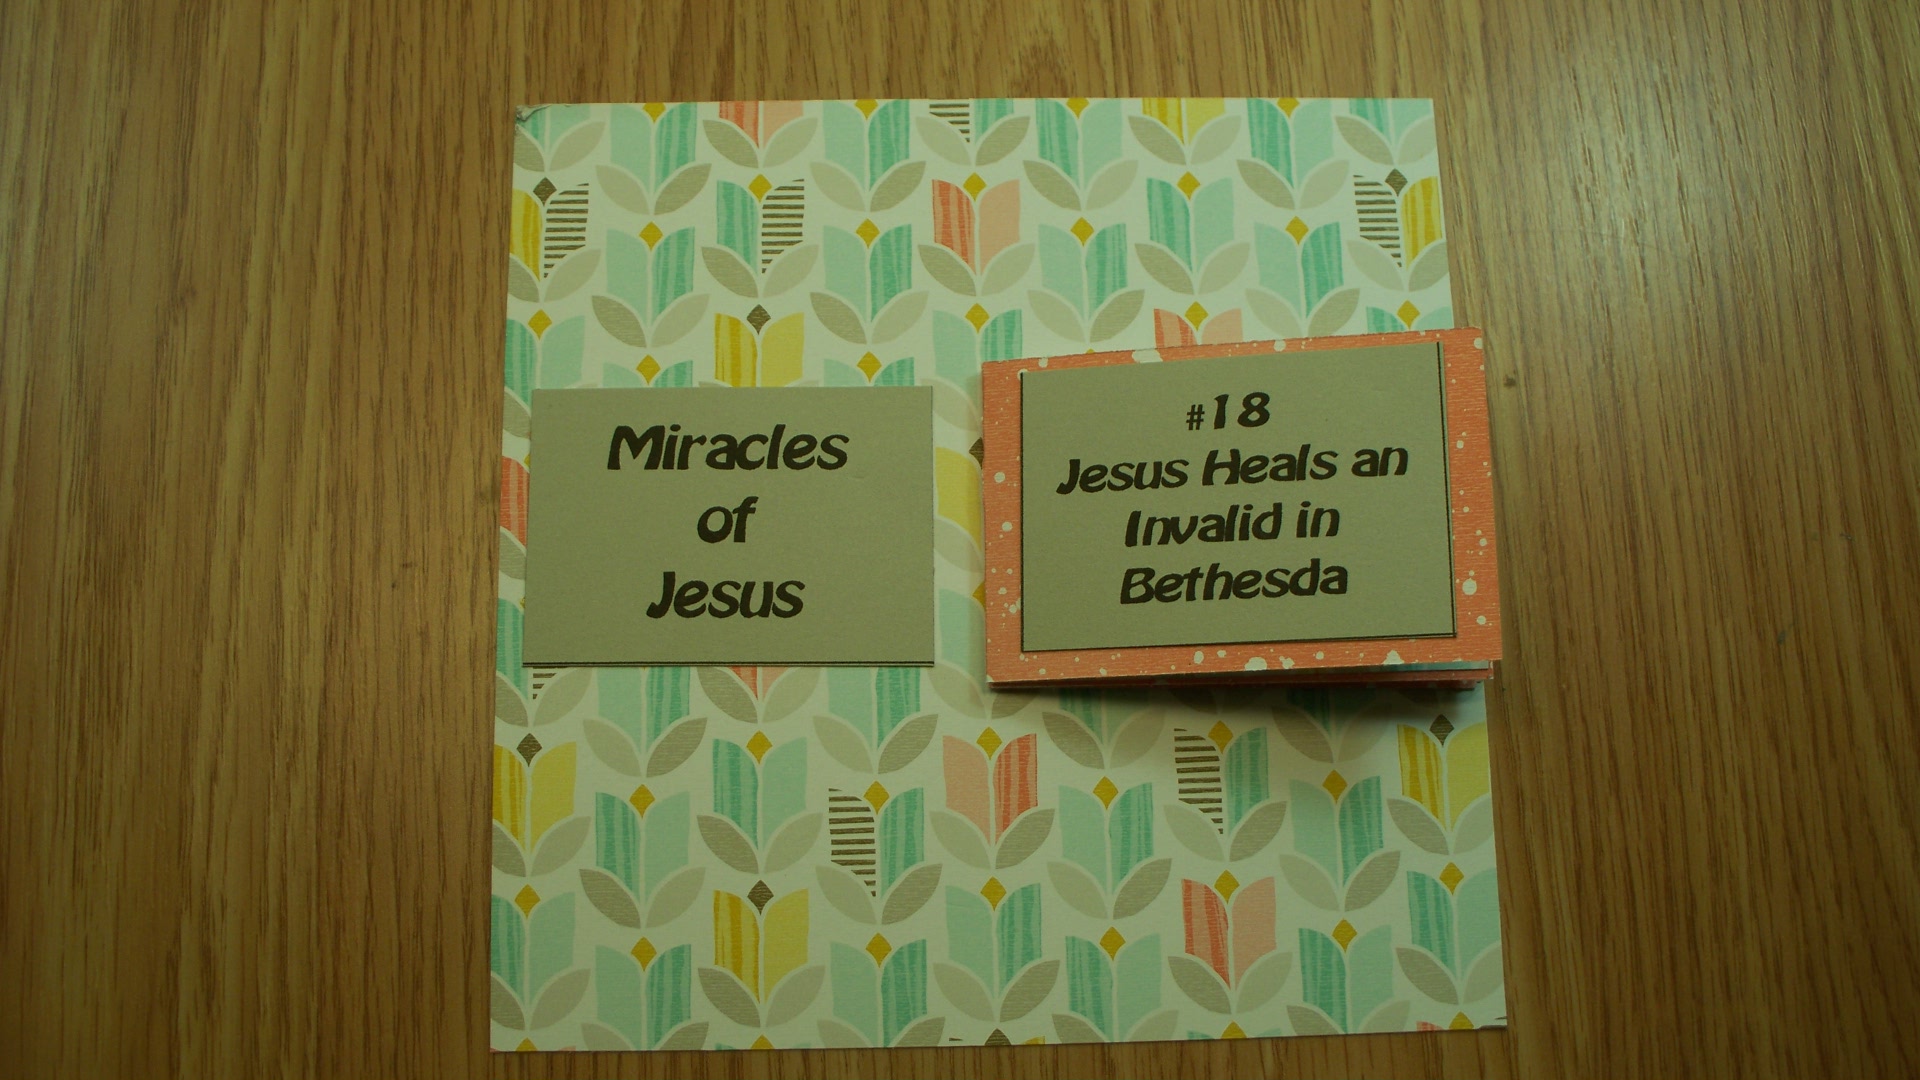 Miracles
of
Jesus
#18
Jesus Heals an
Invalid in
Bethesda